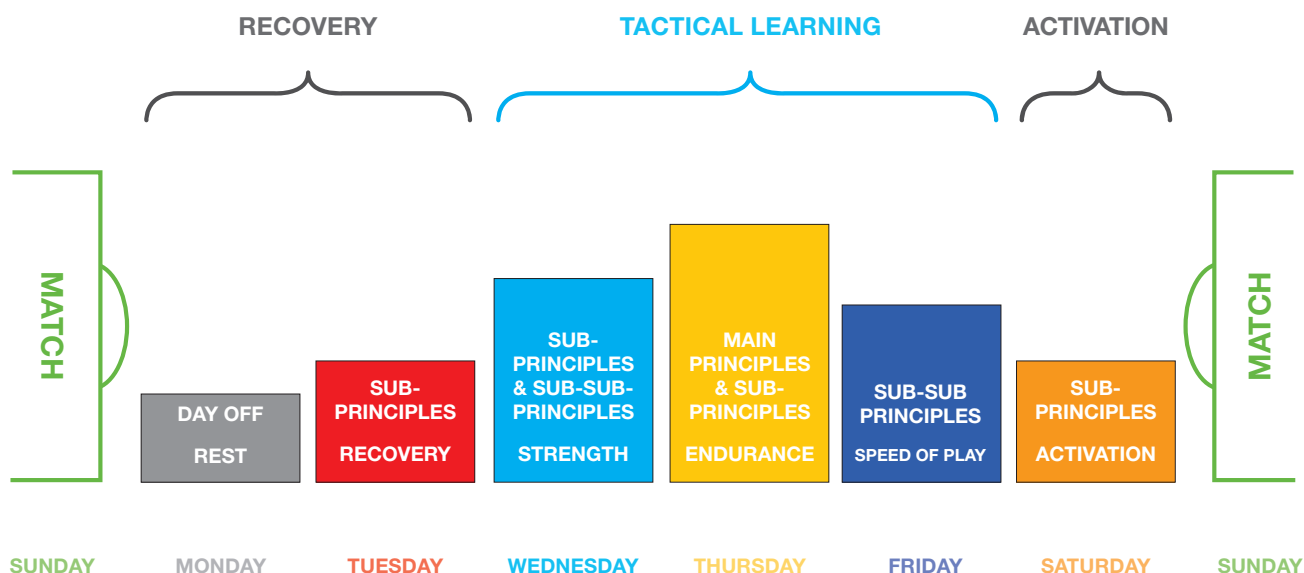 RECOVERY
TACTICAL LEARNING
ACTIVATION
MATCH
DAY OFF
REST
SUB-
PRINCIPLES
RECOVERY
SUB-
PRINCIPLES
& SUB-SUB-
PRINCIPLES
STRENGTH
MAIN
PRINCIPLES
& SUB-
PRINCIPLES
ENDURANCE
SUB-SUB
PRINCIPLES
SPEED OF PLAY
SUB-
PRINCIPLES
ACTIVATION
MATCH
SUNDAY
MONDAY
TUESDAY
WEDNESDAY
THURSDAY
FRIDAY
SATURDAY
SUNDAY